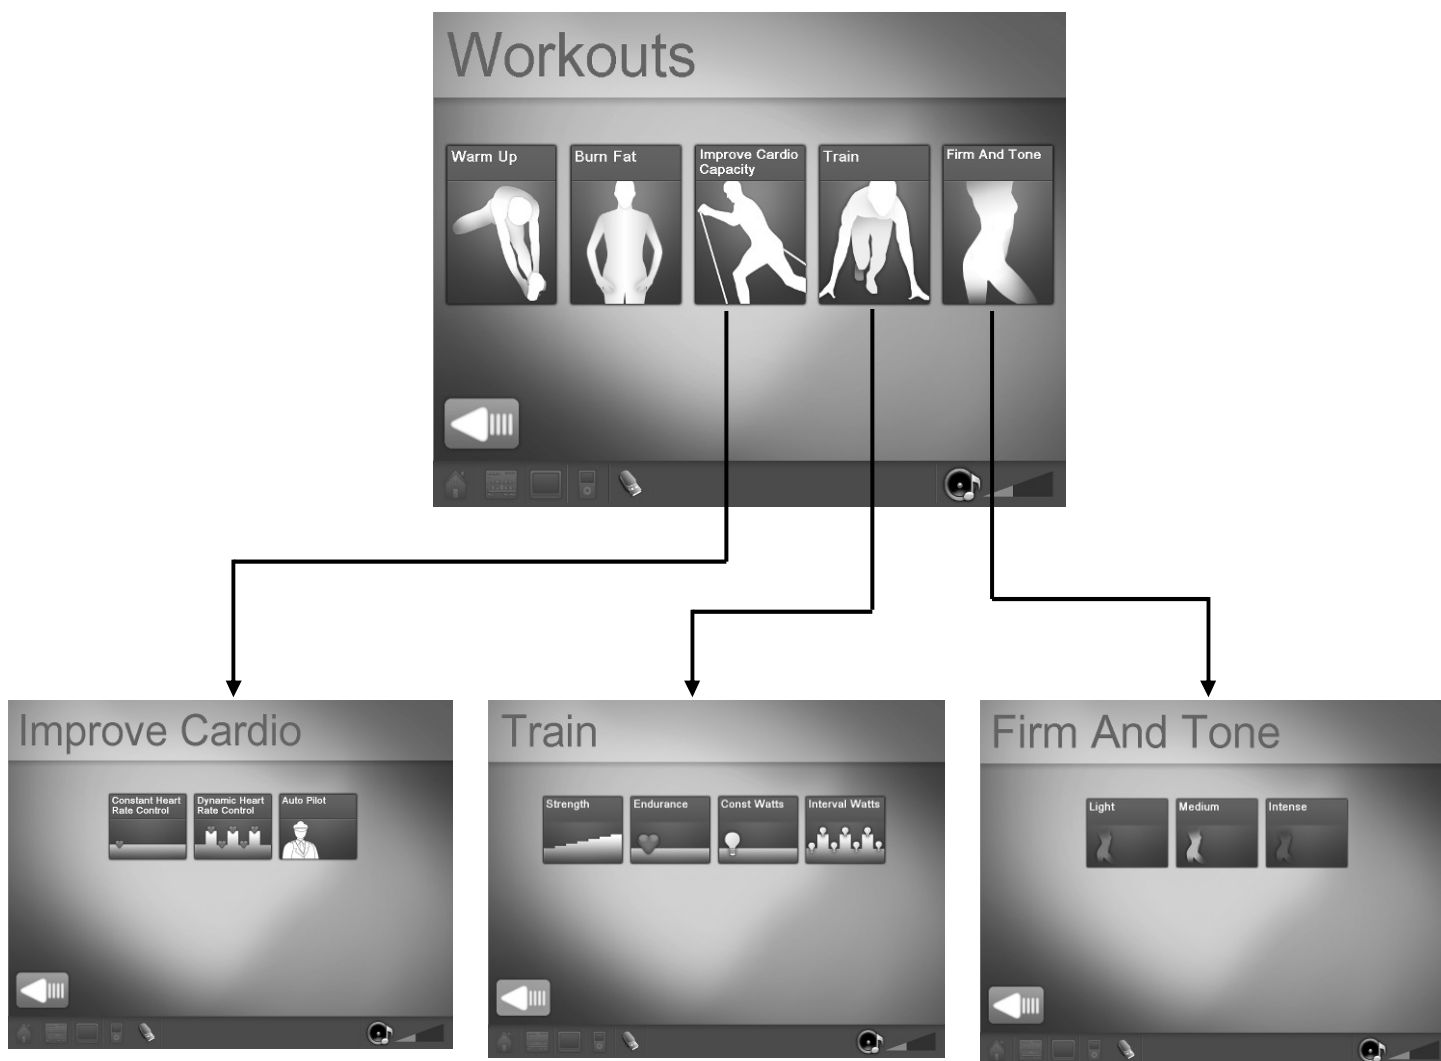 Workouts
Warm Up
Burn Fat
Improve Cardio
Capacity
Train
Firm And Tone
Improve Cardio
Constant Heart
Rate Control
Dynamic Heart
Rate Control
Auto Pilot
Train
Strength
Endurance
Const Watts
Interval Watts
Firm And Tone
Light
Medium
Intense